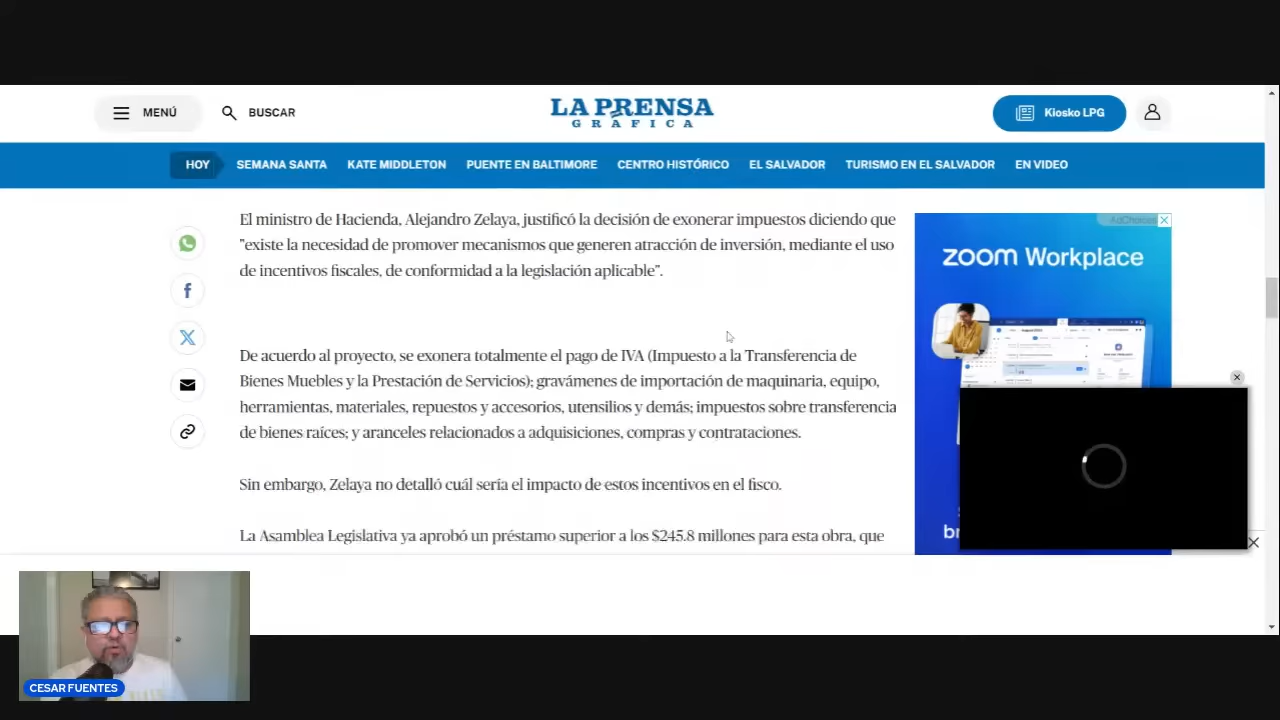 MENÚ
BUSCAR
LA PRENSA
GRÁFICA
Kiosko LPG
HOY
SEMANA SANTA
KATE MIDDLETON
PUENTE EN BALTIMORE
CENTRO HISTÓRICO
EL SALVADOR
TURISMO EN EL SALVADOR
EN VIDEO
El ministro de Hacienda, Alejandro Zelaya, justificó la decisión de exonerar impuestos diciendo que
"existe la necesidad de promover mecanismos que generen atracción de inversión, mediante el uso
de incentivos fiscales, de conformidad a la legislación aplicable".
De acuerdo al proyecto, se exonera totalmente el pago de IVA (Impuesto a la Transferencia de
Bienes Muebles y la Prestación de Servicios); gravámenes de importación de maquinaria, equipo,
herramientas, materiales, repuestos y accesorios, utensilios y demás; impuestos sobre transferencia
de bienes raíces; y aranceles relacionados a adquisiciones, compras y contrataciones.
Sin embargo, Zelaya no detalló cuál sería el impacto de estos incentivos en el fisco.
La Asamblea Legislativa ya aprobó un préstamo superior a los $245.8 millones para esta obra, que
AdChoices
zoom Workplace
br
CESAR FUENTES